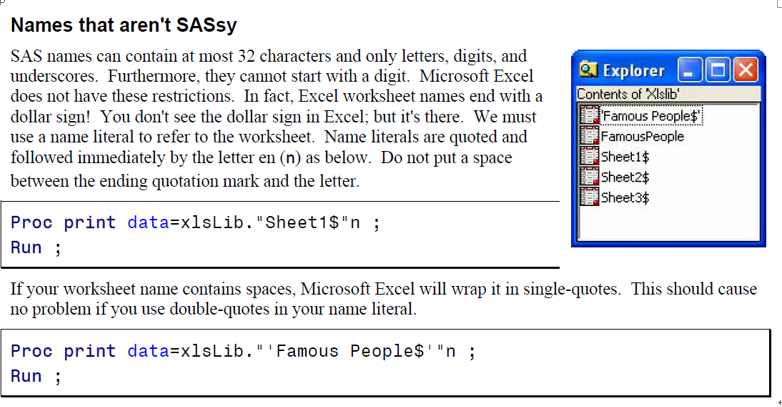 Names that aren't SASsy
SAS names can contain at most 32 characters and only letters, digits, and
underscores.  Furthermore, they cannot start with a digit.  Microsoft Excel
does not have these restrictions.  In fact, Excel worksheet names end with a
dollar sign!  You don't see the dollar sign in Excel; but it's there.  We must
use a name literal to refer to the worksheet.  Name literals are quoted and
followed immediately by the letter en (n) as below.  Do not put a space
between the ending quotation mark and the letter.
Explorer
Contents of 'Xlslib'
'Famous People$'
FamousPeople
Sheet1$
Sheet2$
Sheet3$
Proc print data=xlsLib."Sheet1$"n ;
Run ;
If your worksheet name contains spaces, Microsoft Excel will wrap it in single-quotes.  This should cause
no problem if you use double-quotes in your name literal.
Proc print data=xlsLib."'Famous People$'"n ;
Run ;